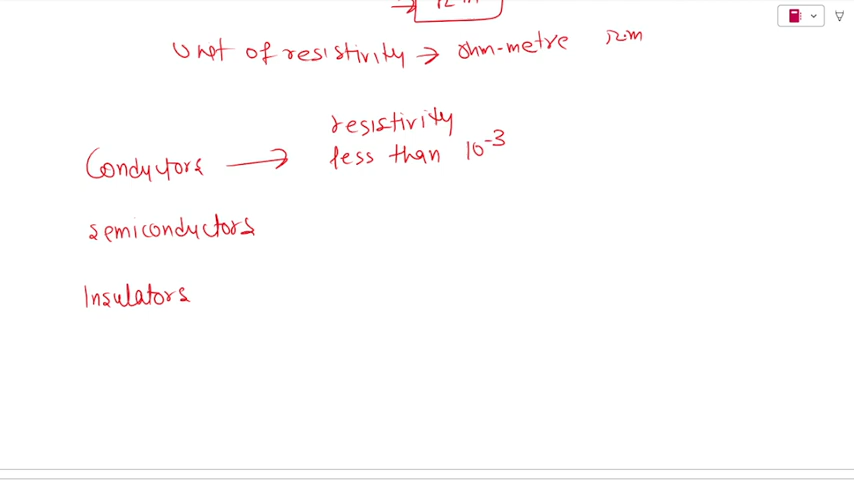 Unit of resistivity → ohm-metre Ωm
resistivity
Conductors → less than 10⁻³
semiconductors
Insulators